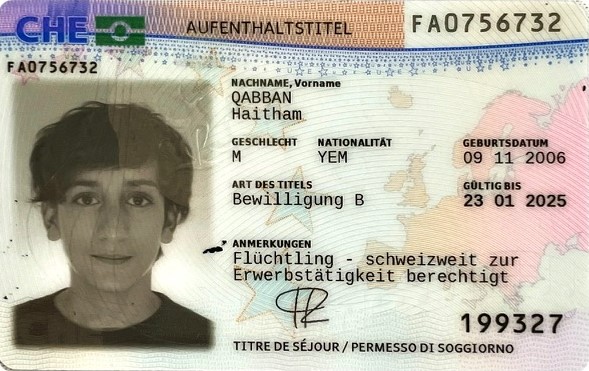 CHE AUFENTHALTSTITEL FA0756732
FA0756732
NACHNAME, Vorname
QABBAN
Haitham
GESCHLECHT NATIONALITÄT GEBURTSDATUM
M YEM 09 11 2006
ART DES TITELS GÜLTIG BIS
Bewilligung B 23 01 2025
ANMERKUNGEN
Flüchtling - schweizweit zur
Erwerbstätigkeit berechtigt
199327
TITRE DE SÉJOUR / PERMESSO DI SOGGIORNO